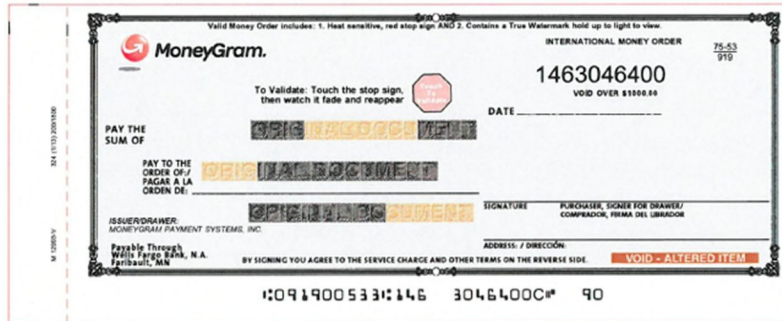 Valid Money Order includes: 1. Heat sensitive, red stop sign AND 2. Contains a True Watermark hold up to light to view.
MoneyGram.
INTERNATIONAL MONEY ORDER
75-53
919
To Validate: Touch the stop sign,
then watch it fade and reappear
Touch
To
Validate
1463046400
VOID OVER $1000.00
DATE
PAY THE
SUM OF
ORIGINAL DOCUMENT
PAY TO THE
ORDER OF:/
PAGAR A LA
ORDEN DE:
ORIGINAL DOCUMENT
ORIGINAL DOCUMENT
ISSUER/DRAWER:
MONEYGRAM PAYMENT SYSTEMS, INC.
SIGNATURE
PURCHASER, SIGNER FOR DRAWER/
COMPRADOR, FIRMA DEL LIBRADOR
Payable Through
Wells Fargo Bank, N.A.
Faribault, MN
ADDRESS: / DIRECCIÓN:
BY SIGNING YOU AGREE TO THE SERVICE CHARGE AND OTHER TERMS ON THE REVERSE SIDE.
VOID - ALTERED ITEM
⑆091900533⑆146 3046400C⑈ 90